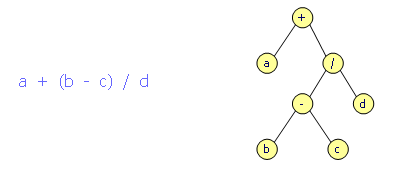 a + (b - c) / d
+
a /
- d
b c